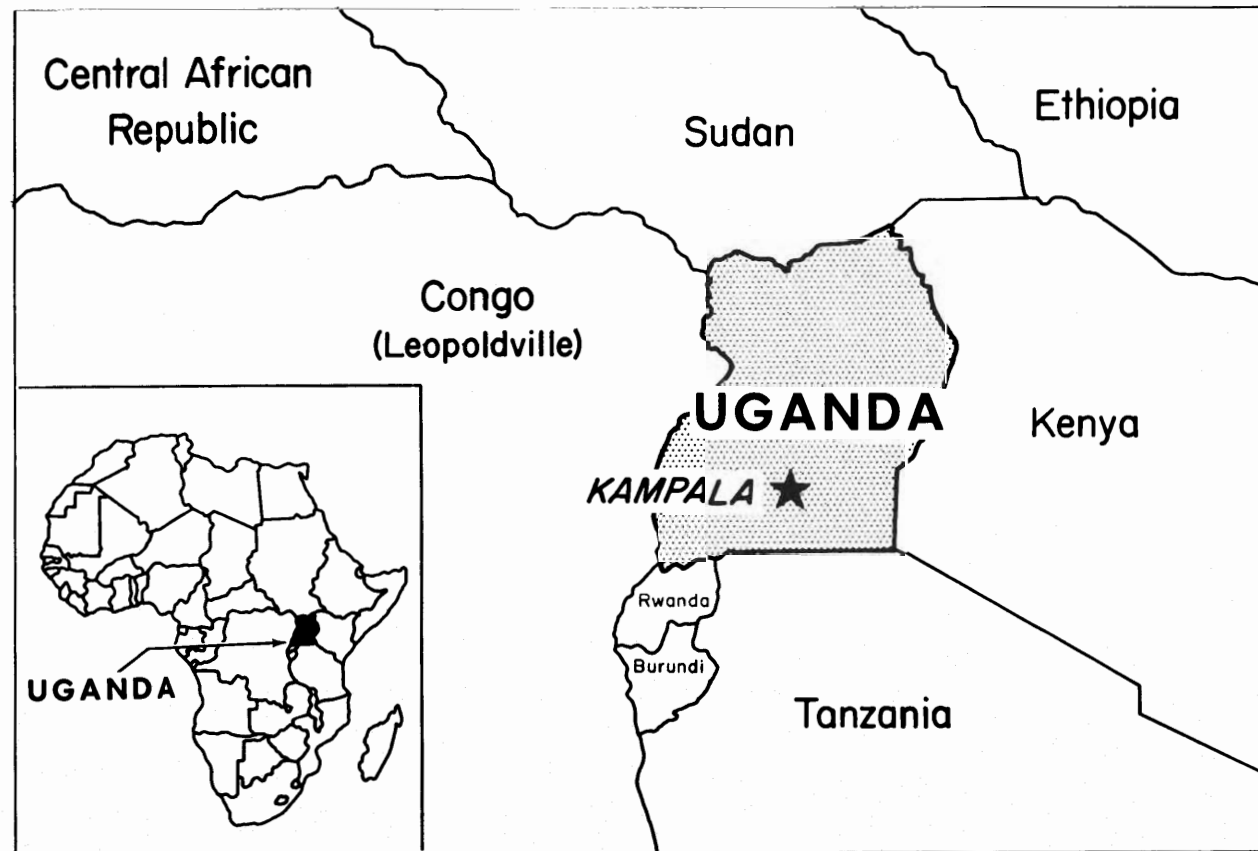 Central African
Republic
Sudan
Ethiopia
Congo
(Leopoldville)
UGANDA
Kenya
KAMPALA
Rwanda
Burundi
Tanzania
UGANDA